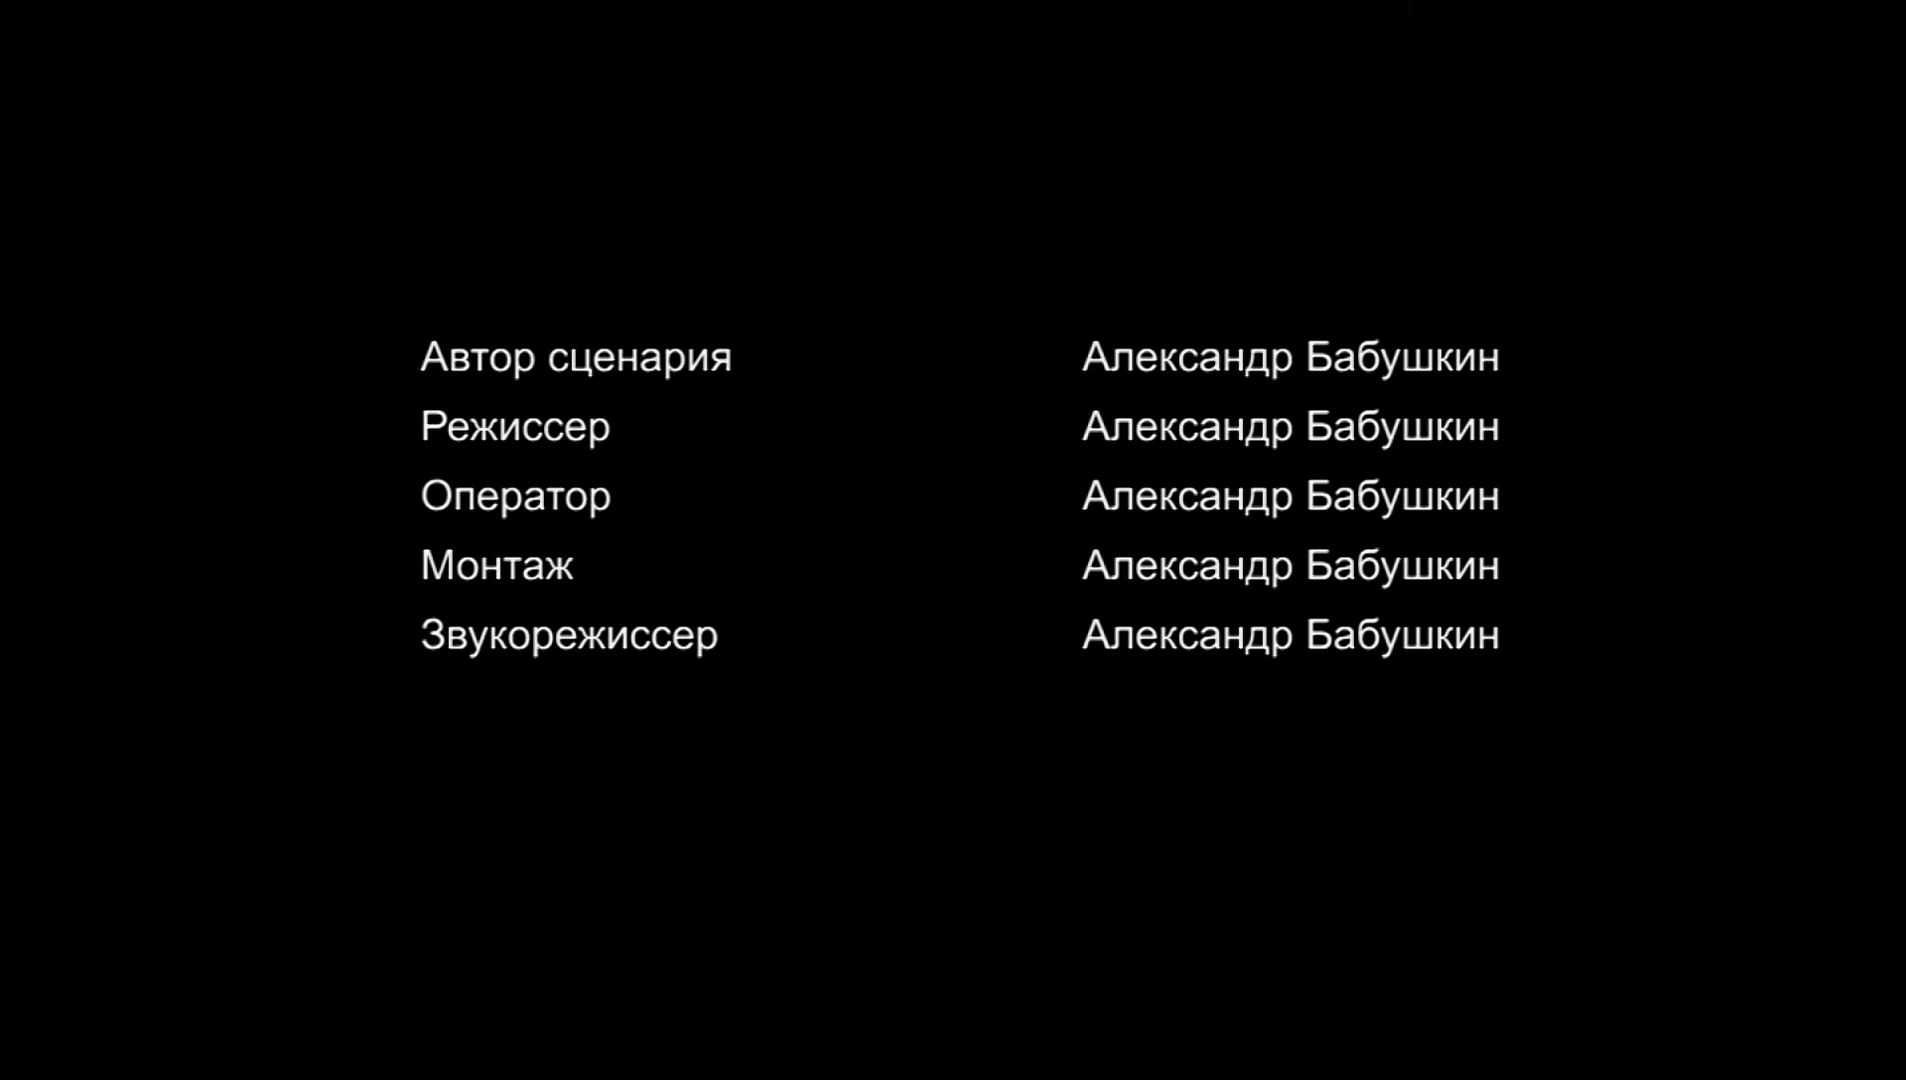 Автор сценария Александр Бабушкин
Режиссер Александр Бабушкин
Оператор Александр Бабушкин
Монтаж Александр Бабушкин
Звукорежиссер Александр Бабушкин